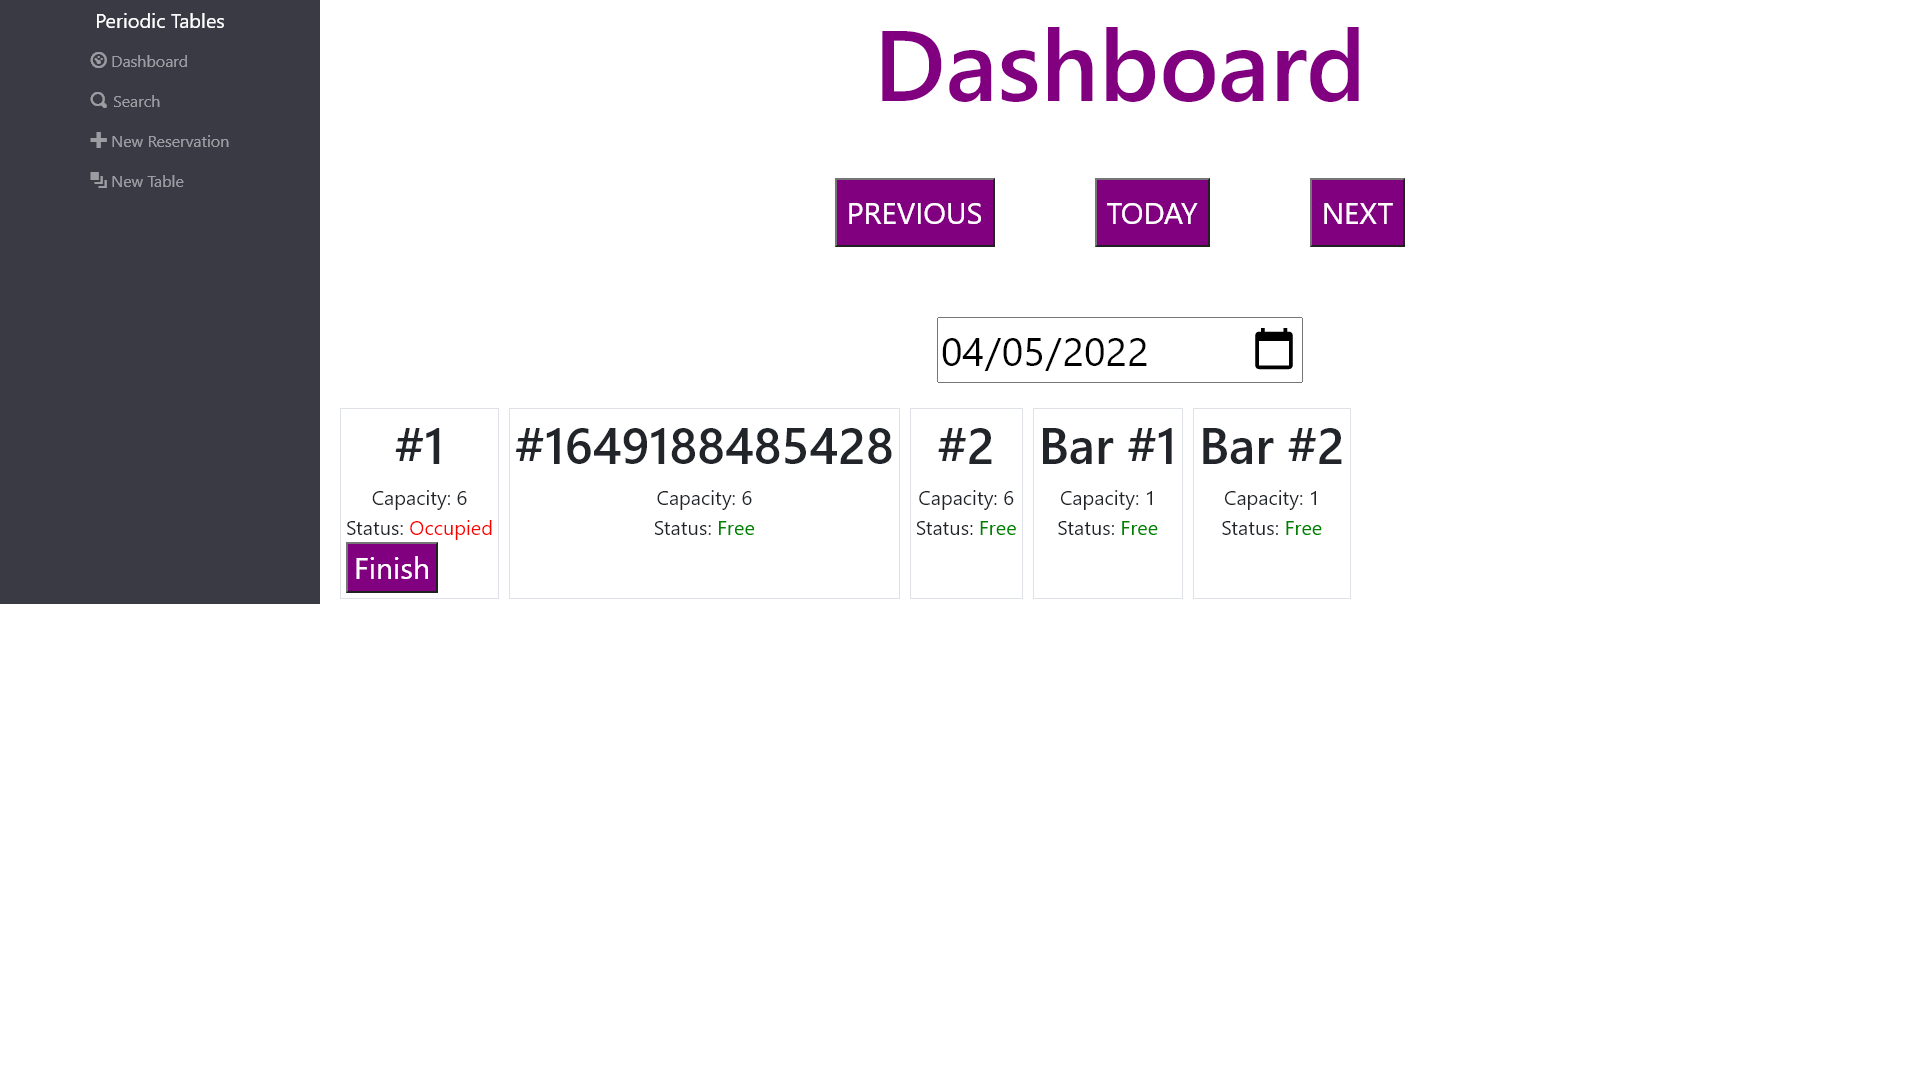 Periodic Tables
Dashboard
Search
New Reservation
New Table
Dashboard
PREVIOUS TODAY NEXT
04/05/2022
#1
Capacity: 6
Status: Occupied
Finish
#1649188485428
Capacity: 6
Status: Free
#2
Capacity: 6
Status: Free
Bar #1
Capacity: 1
Status: Free
Bar #2
Capacity: 1
Status: Free